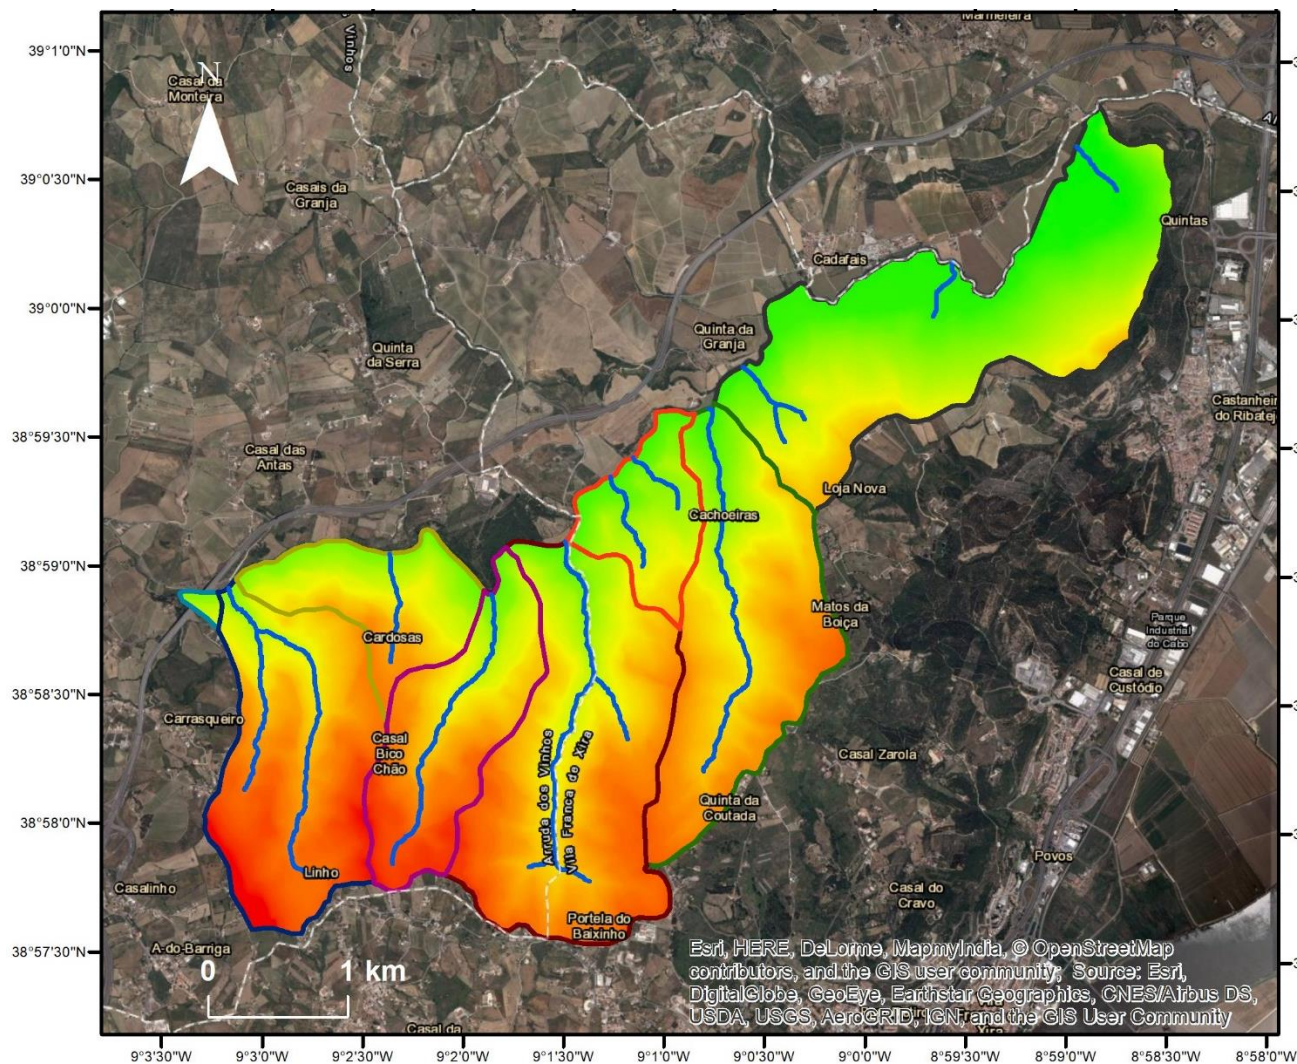 Marmeleira
39°1'0"N
Vinhos
N
Casal da
Monteira
39°0'30"N
Casais da
Granja
Quintas
Cadafais
39°0'0"N
Quinta da
Granja
Quinta
da Serra
Castanheir
do Ribatej
38°59'30"N
Casal das
Antas
Loja Nova
Cachoeiras
38°59'0"N
Matos da
Boiça
Parque
Industrial
do Cabo
Cardosas
Casal de
Custódio
38°58'30"N
Carrasqueiro
Casal
Bico
Chão
Arruda dos Vinhos
Vila Franca de Xira
Casal Zarola
Quinta da
Coutada
38°58'0"N
Povos
Linho
Casalinho
Casal do
Cravo
Portela do
Baixinho
38°57'30"N
A-do-Barriga
0 1 km
Esri, HERE, DeLorme, MapmyIndia, © OpenStreetMap
contributors, and the GIS user community; Source: Esri,
DigitalGlobe, GeoEye, Earthstar Geographics, CNES/Airbus DS,
USDA, USGS, AeroGRID, IGN, and the GIS User Community
Casal da
Xira
9°3'30"W 9°3'0"W 9°2'30"W 9°2'0"W 9°1'30"W 9°1'0"W 9°0'30"W 9°0'0"W 8°59'30"W 8°59'0"W 8°58'30"W 8°58'0"W